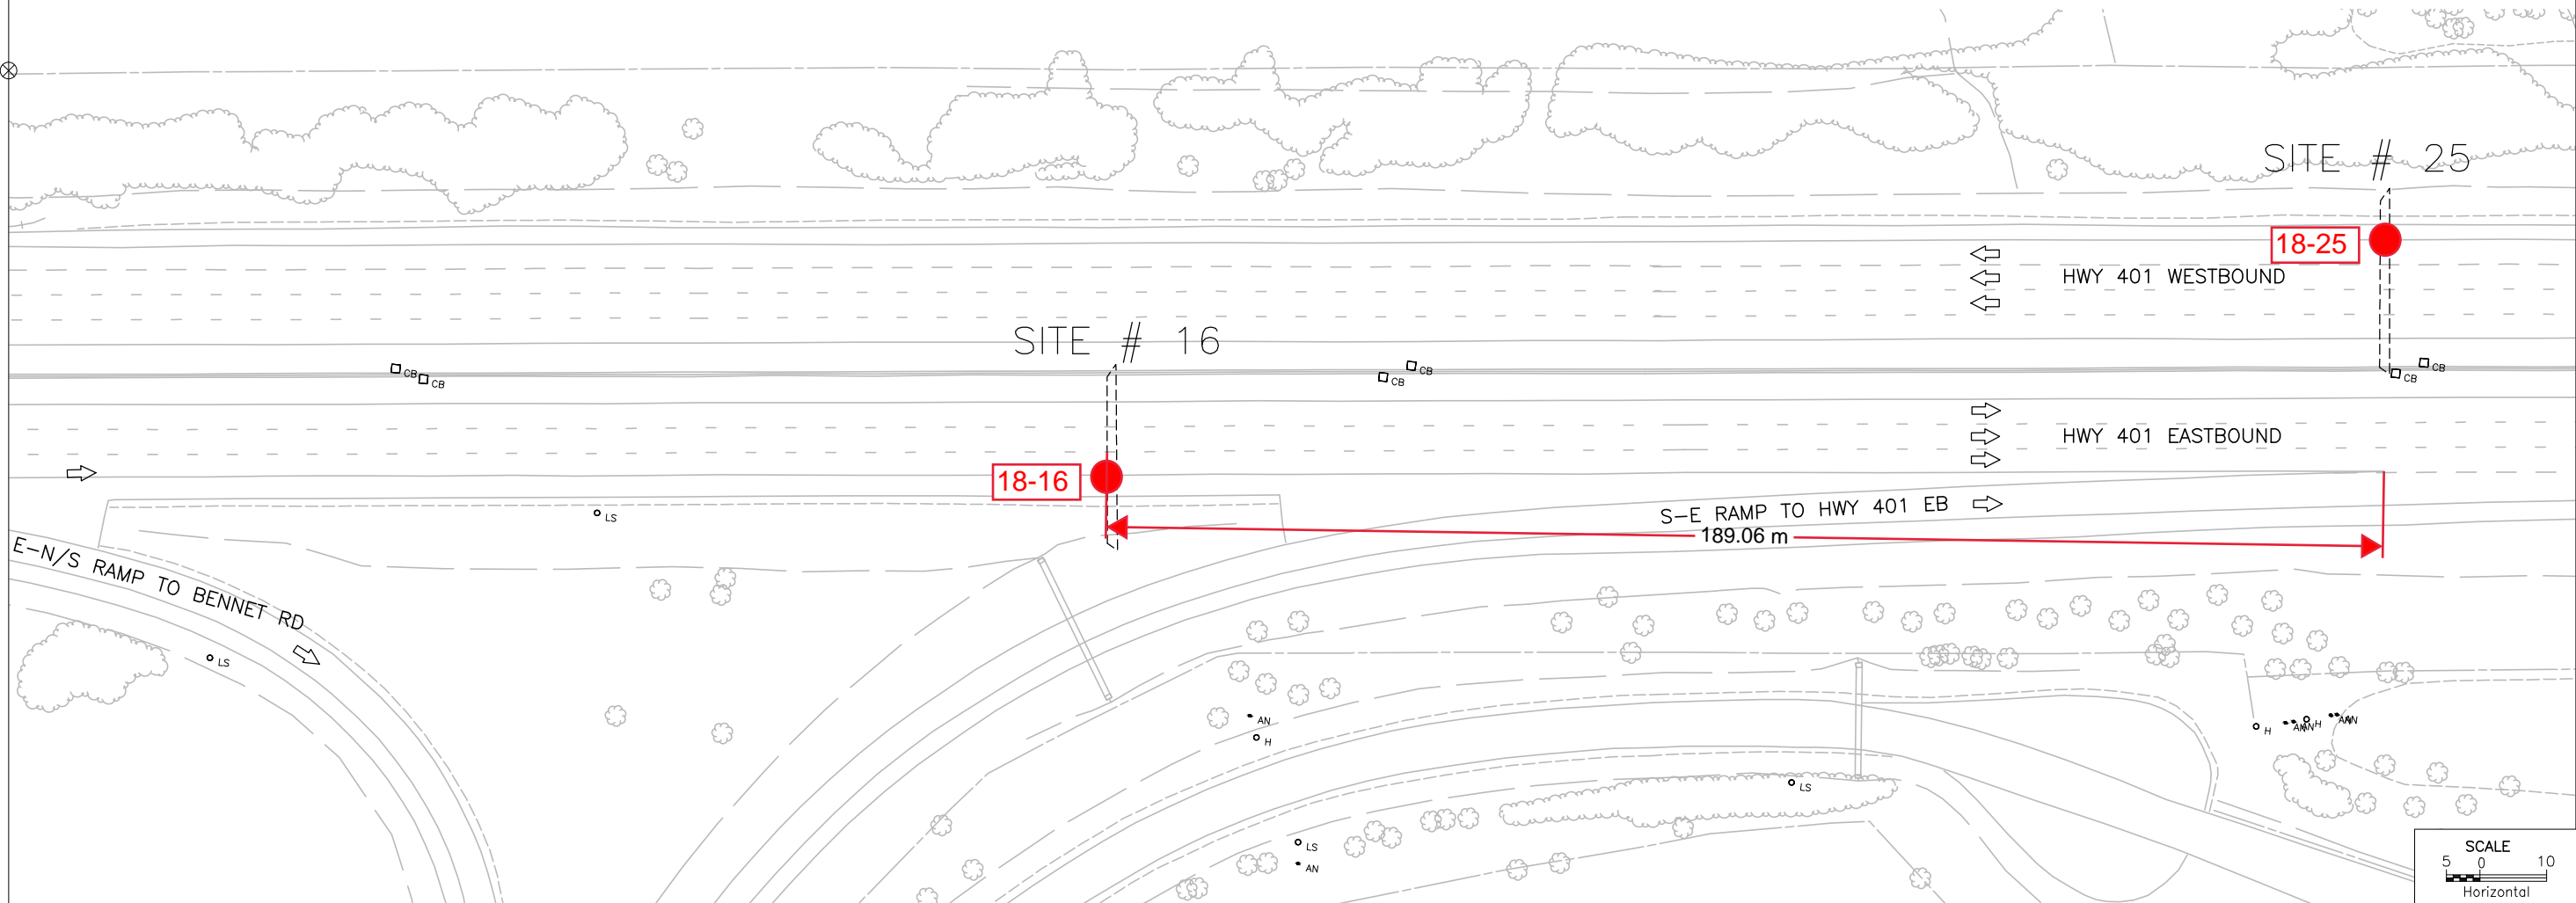 SITE # 25
18-25
HWY 401 WESTBOUND
SITE # 16
CB
CB
CB
CB
CB
CB
HWY 401 EASTBOUND
18-16
S-E RAMP TO HWY 401 EB
189.06 m
LS
E-N/S RAMP TO BENNET RD
LS
AN
H
H
H
LS
LS
AN
SCALE
5 0 10
Horizontal